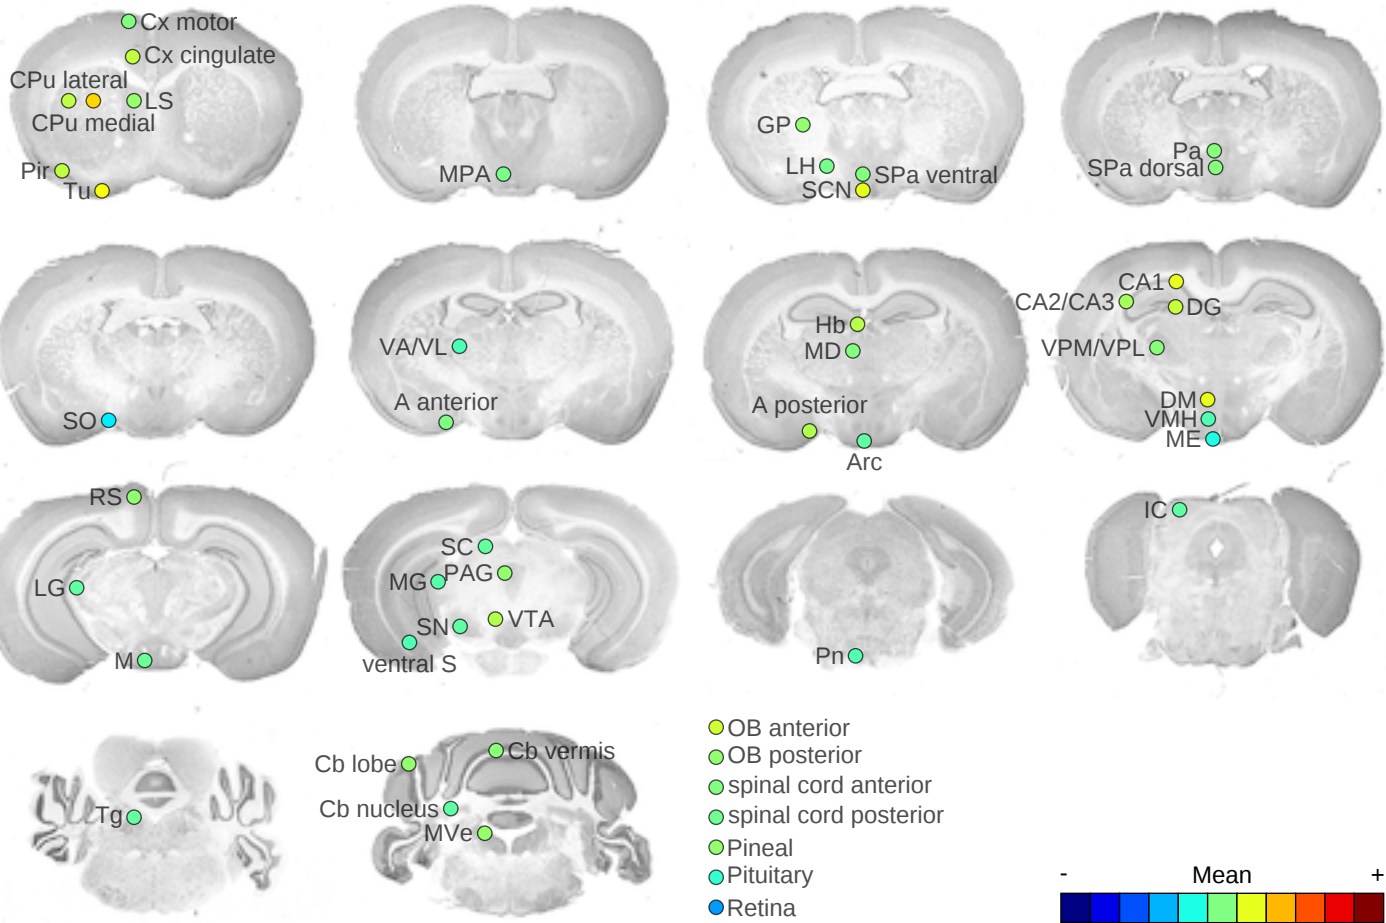 Cx motor
Cx cingulate
CPu lateral
LS
CPu medial
Pir
Tu
MPA
GP
LH
SPa ventral
SCN
Pa
SPa dorsal
SO
VA/VL
A anterior
Hb
MD
A posterior
Arc
CA1
CA2/CA3
DG
VPM/VPL
DM
VMH
ME
RS
LG
M
SC
MG
PAG
SN
VTA
ventral S
Pn
IC
Tg
Cb lobe
Cb vermis
Cb nucleus
MVe
OB anterior
OB posterior
spinal cord anterior
spinal cord posterior
Pineal
Pituitary
Retina
- Mean +